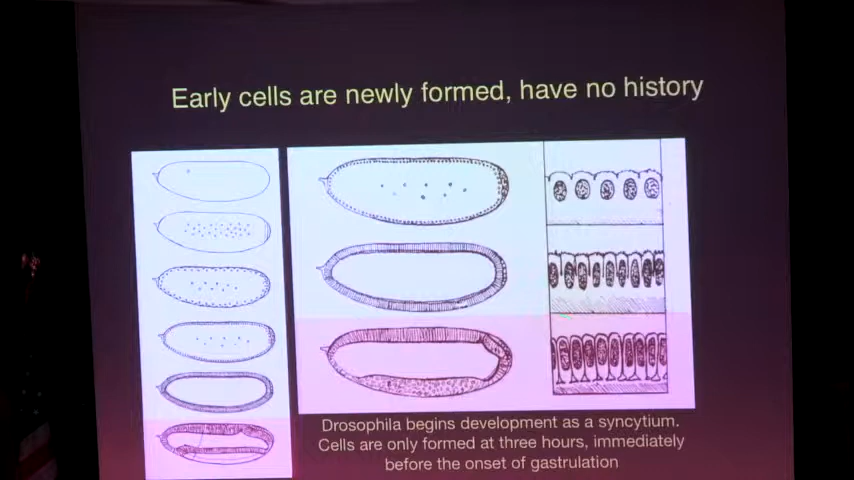 Early cells are newly formed, have no history
Drosophila begins development as a syncytium.
Cells are only formed at three hours, immediately
before the onset of gastrulation